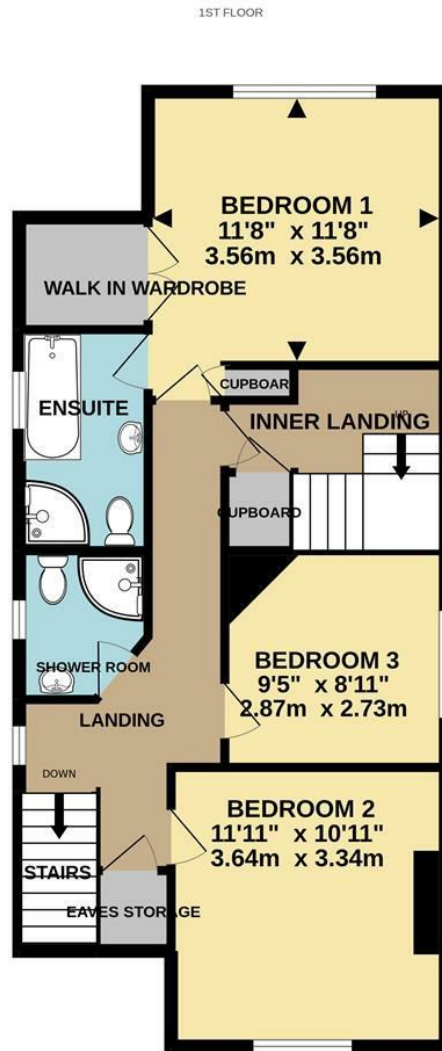 1ST FLOOR
BEDROOM 1
11'8" x 11'8"
3.56m x 3.56m
WALK IN WARDROBE
CUPBOAR
ENSUITE
UP
INNER LANDING
CUPBOARD
SHOWER ROOM
BEDROOM 3
9'5" x 8'11"
2.87m x 2.73m
LANDING
DOWN
BEDROOM 2
11'11" x 10'11"
3.64m x 3.34m
STAIRS
EAVES STORAGE